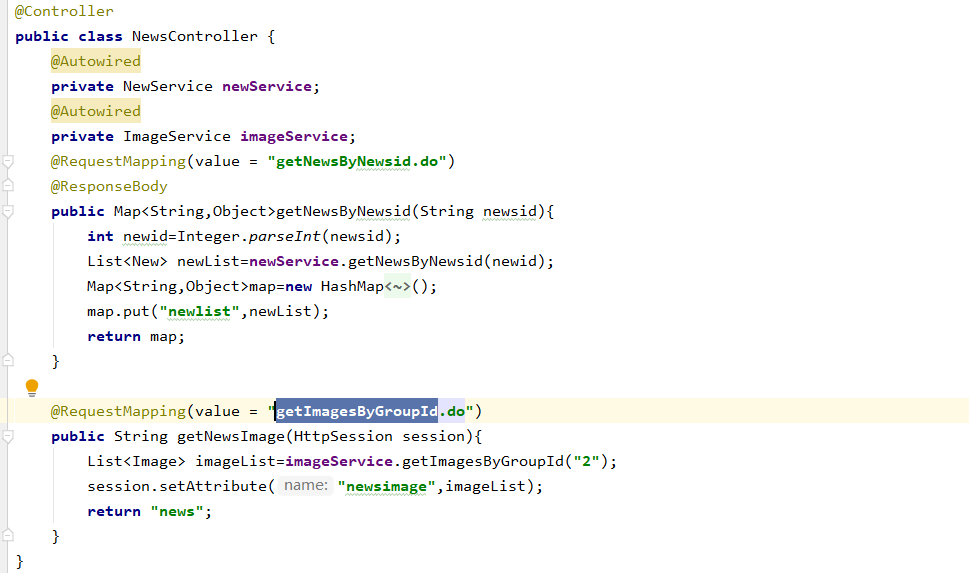 @Controller
public class NewsController {
    @Autowired
    private NewService newService;
    @Autowired
    private ImageService imageService;
    @RequestMapping(value = "getNewsByNewsid.do")
    @ResponseBody
    public Map<String,Object>getNewsByNewsid(String newsid){
        int newid=Integer.parseInt(newsid);
        List<New> newList=newService.getNewsByNewsid(newid);
        Map<String,Object>map=new HashMap<~>();
        map.put("newlist",newList);
        return map;
    }
    @RequestMapping(value = "getImagesByGroupId.do")
    public String getNewsImage(HttpSession session){
        List<Image> imageList=imageService.getImagesByGroupId("2");
        session.setAttribute( name: "newsimage",imageList);
        return "news";
    }
}